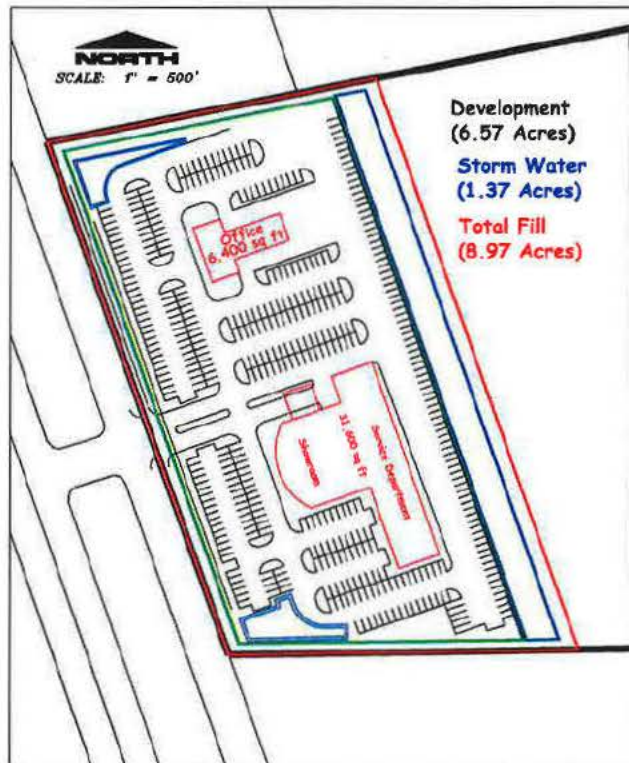 NORTH
SCALE: 1" = 500'
Development
(6.57 Acres)
Storm Water
(1.37 Acres)
Total Fill
(8.97 Acres)
Office
6,400 sq ft
Showroom
31,600 sq ft
Service Department